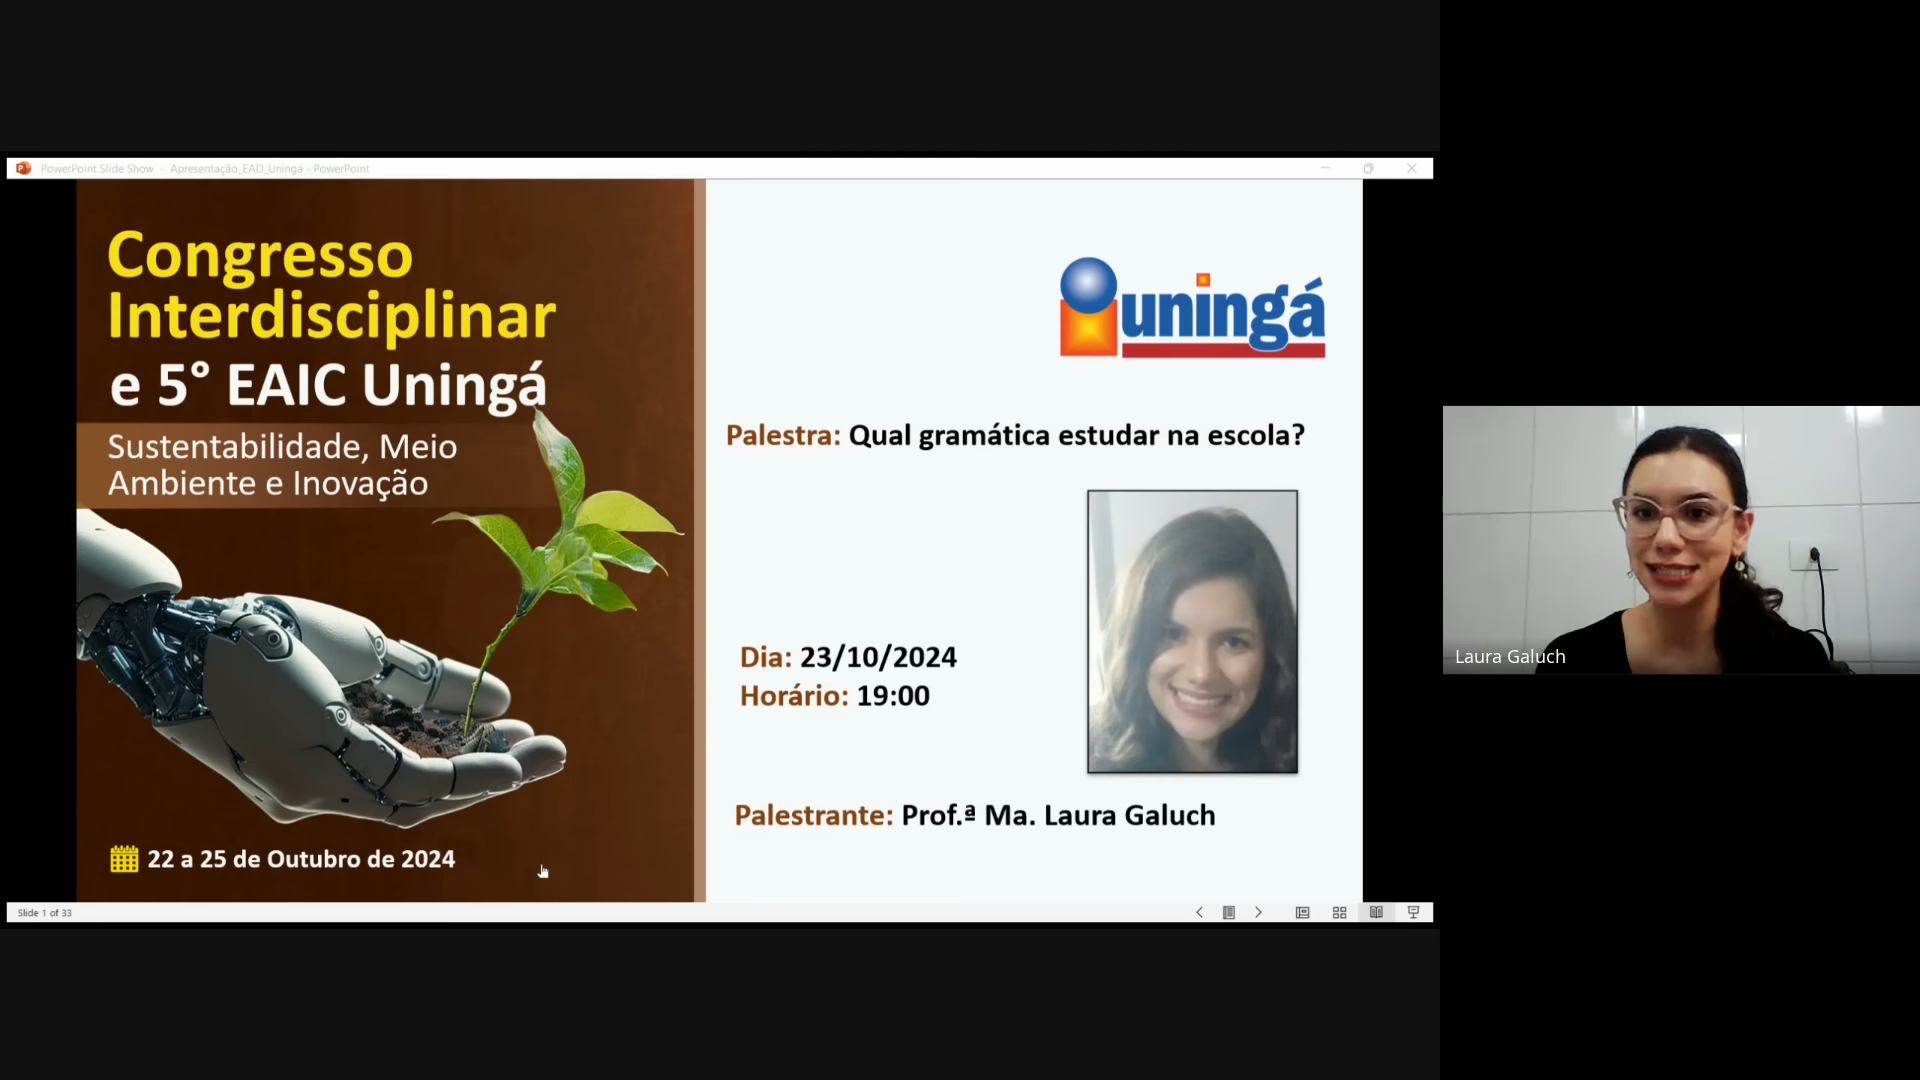 PowerPoint Slide Show - Apresentação_EAD_Uningá - PowerPoint
Congresso
Interdisciplinar
e 5° EAIC Uningá
Sustentabilidade, Meio
Ambiente e Inovação
22 a 25 de Outubro de 2024
uningá
Palestra: Qual gramática estudar na escola?
Dia: 23/10/2024
Horário: 19:00
Palestrante: Prof.ª Ma. Laura Galuch
Slide 1 of 33
Laura Galuch